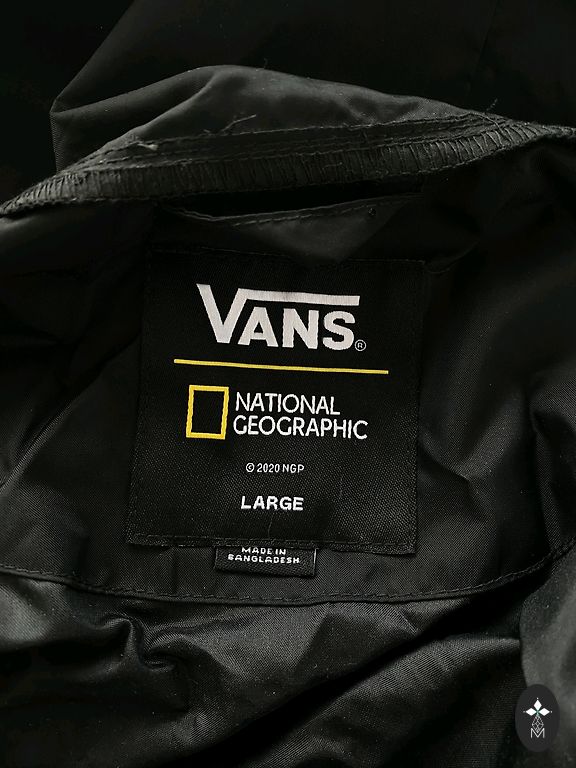 VANS®
NATIONAL
GEOGRAPHIC
© 2020 NGP
LARGE
MADE IN
BANGLADESH